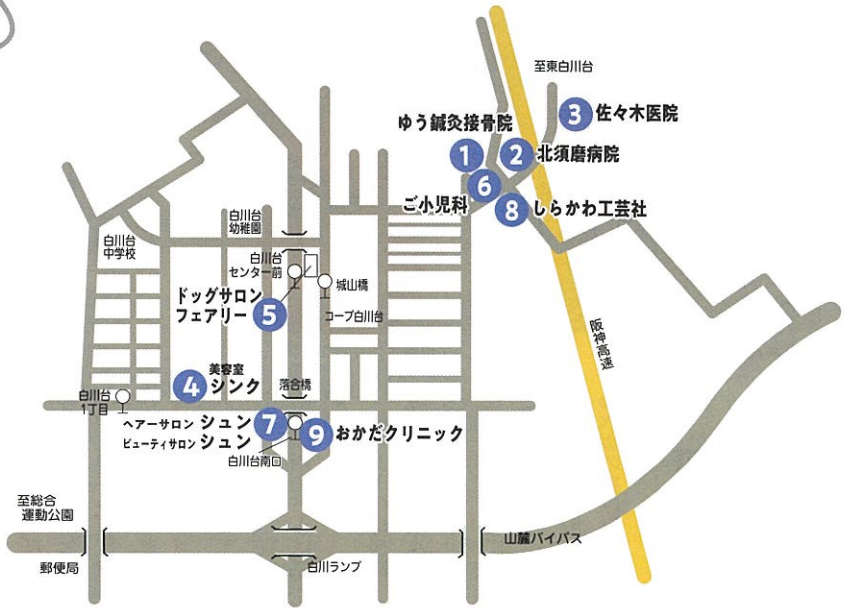 至東白川台
3
佐々木医院
ゆう鍼灸接骨院
1
2
北須磨病院
6
ご小児科
8
しらかわ工芸社
白川台
幼稚園
白川台
中学校
白川台
センター前
城山橋
ドッグサロン
フェアリー
5
コープ白川台
阪神高速
美容室
4
シンク
落合橋
白川台
1丁目
ヘアーサロン シュン
ビューティサロン シュン
7
9
おかだクリニック
白川台南口
至総合
運動公園
山麓バイパス
郵便局
白川ランプ